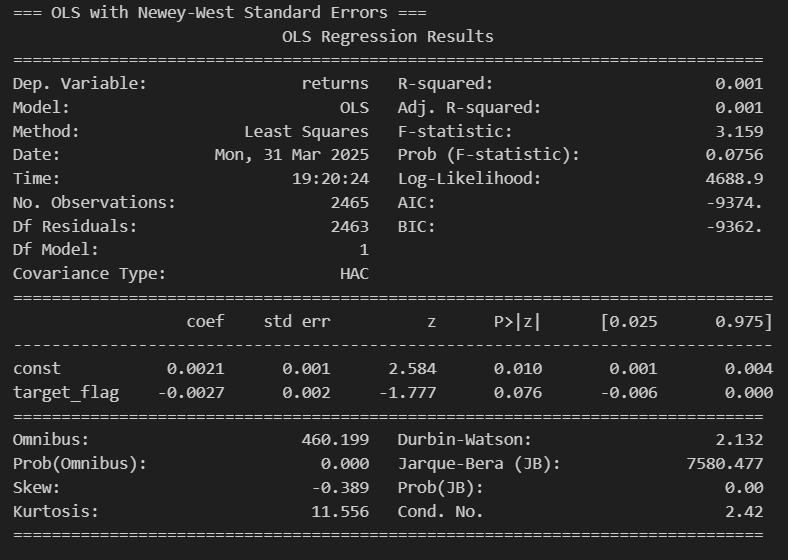 === OLS with Newey-West Standard Errors ===
                            OLS Regression Results
==============================================================================
Dep. Variable:                returns   R-squared:                       0.001
Model:                            OLS   Adj. R-squared:                  0.001
Method:                 Least Squares   F-statistic:                     3.159
Date:                Mon, 31 Mar 2025   Prob (F-statistic):             0.0756
Time:                        19:20:24   Log-Likelihood:                 4688.9
No. Observations:                2465   AIC:                            -9374.
Df Residuals:                    2463   BIC:                            -9362.
Df Model:                           1
Covariance Type:                  HAC
===============================================================================
                  coef    std err          z      P>|z|      [0.025      0.975]
-------------------------------------------------------------------------------
const           0.0021      0.001      2.584      0.010       0.001       0.004
target_flag    -0.0027      0.002     -1.777      0.076      -0.006       0.000
==============================================================================
Omnibus:                      460.199   Durbin-Watson:                   2.132
Prob(Omnibus):                  0.000   Jarque-Bera (JB):             7580.477
Skew:                          -0.389   Prob(JB):                         0.00
Kurtosis:                      11.556   Cond. No.                         2.42
==============================================================================